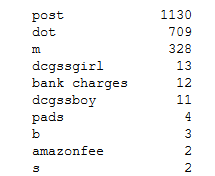 post 1130
dot 709
m 328
dcgssgirl 13
bank charges 12
dcgssboy 11
pads 4
b 3
amazonfee 2
s 2